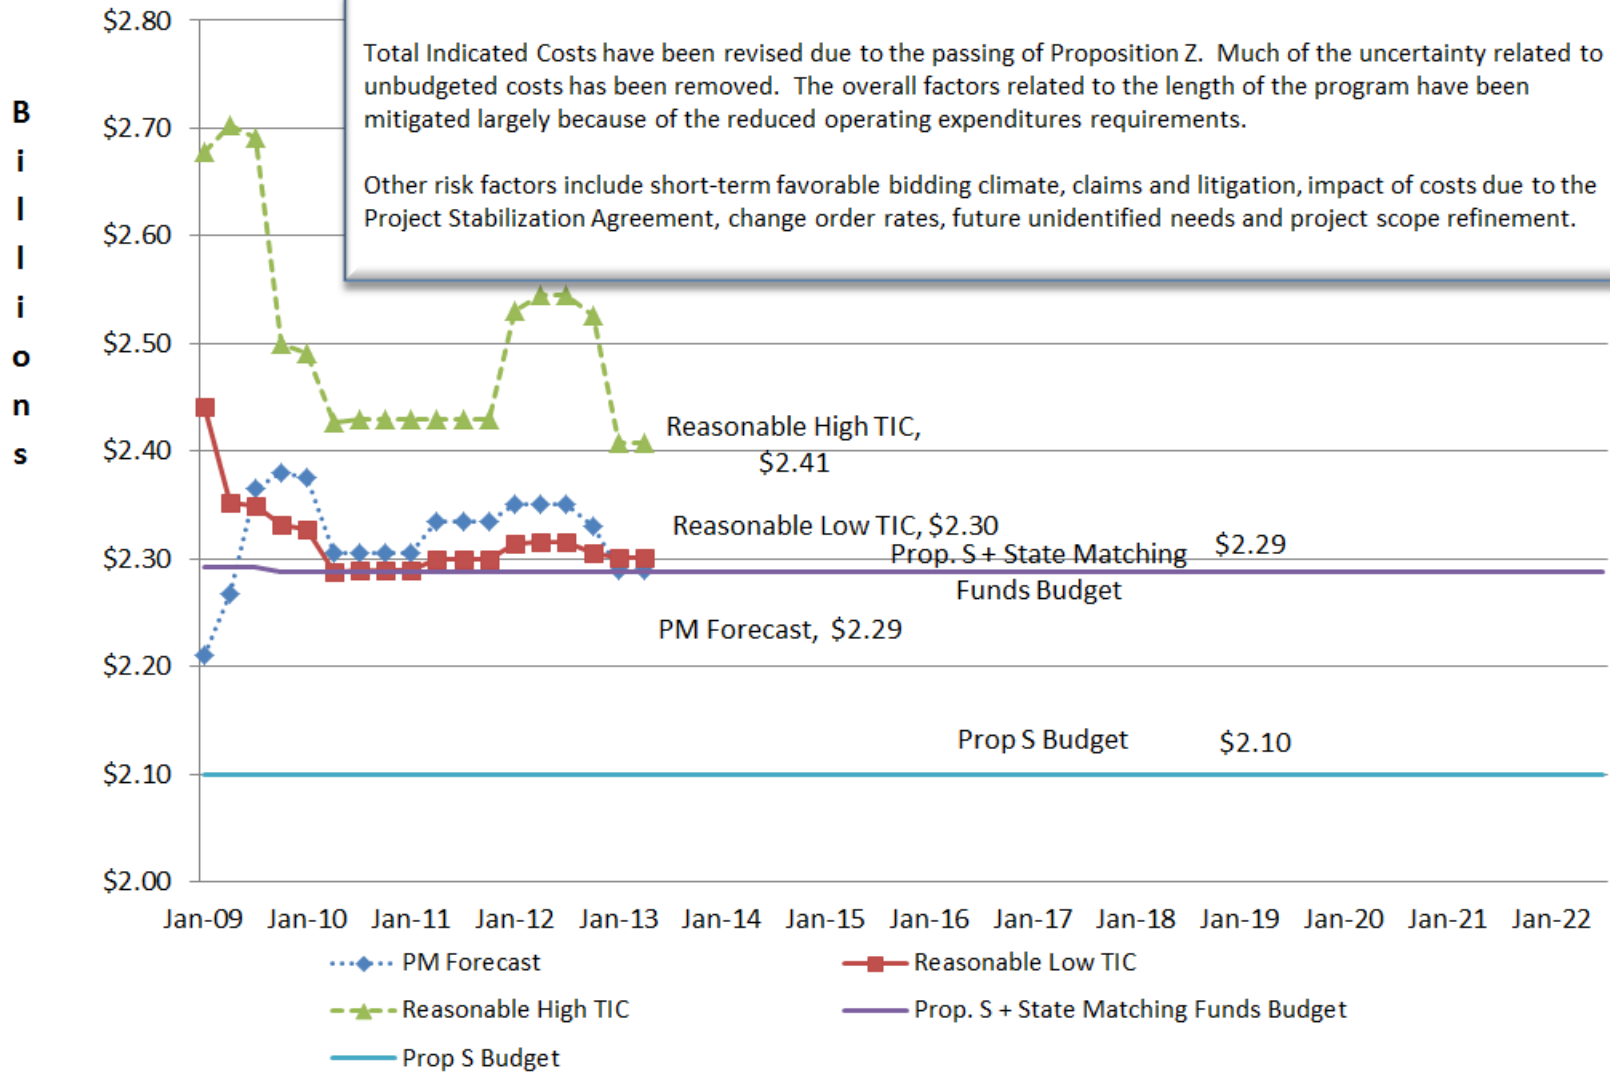 Total Indicated Costs have been revised due to the passing of Proposition Z.  Much of the uncertainty related to
unbudgeted costs has been removed.  The overall factors related to the length of the program have been
mitigated largely because of the reduced operating expenditures requirements.
Other risk factors include short-term favorable bidding climate, claims and litigation, impact of costs due to the
Project Stabilization Agreement, change order rates, future unidentified needs and project scope refinement.
Billions
$2.80
$2.70
$2.60
$2.50
$2.40
$2.30
$2.20
$2.10
$2.00
Reasonable High TIC,
$2.41
Reasonable Low TIC, $2.30
Prop. S + State Matching
Funds Budget
$2.29
PM Forecast,  $2.29
Prop S Budget
$2.10
Jan-09 Jan-10 Jan-11 Jan-12 Jan-13 Jan-14 Jan-15 Jan-16 Jan-17 Jan-18 Jan-19 Jan-20 Jan-21 Jan-22
PM Forecast
Reasonable Low TIC
Reasonable High TIC
Prop. S + State Matching Funds Budget
Prop S Budget